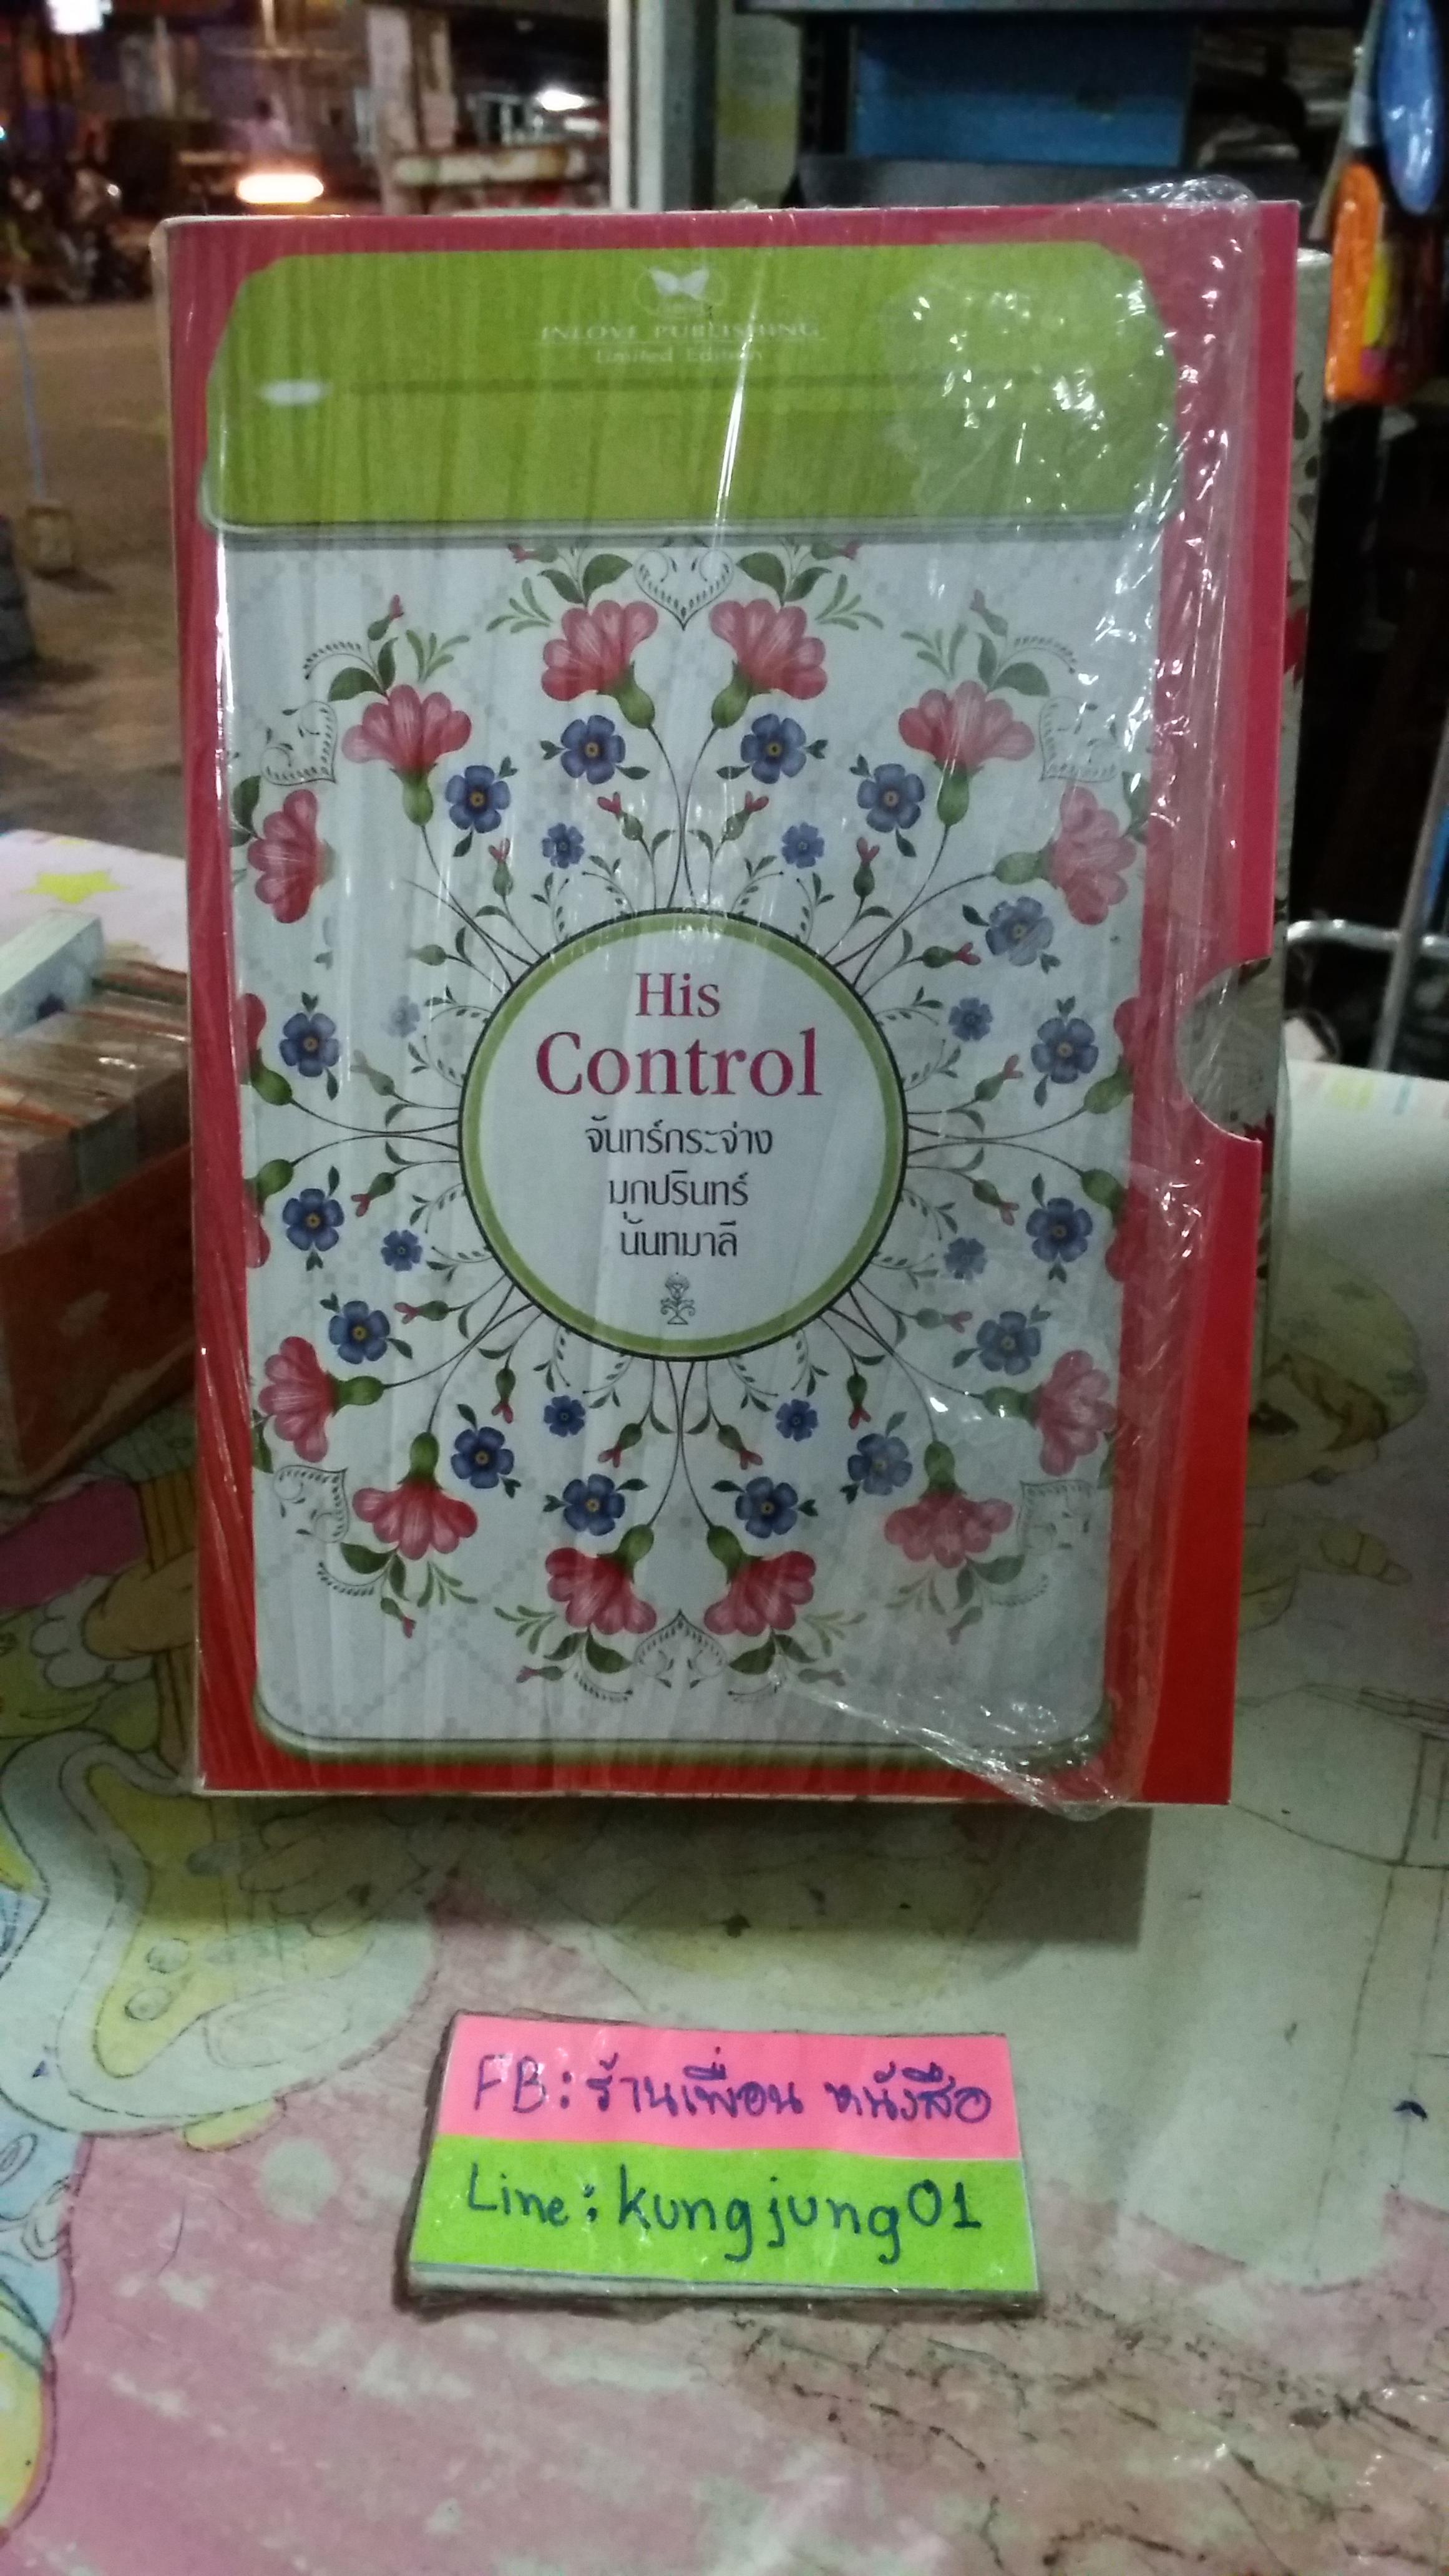 INLOVE PUBLISHING
Limited Edition
His
Control
จันทร์กระจ่าง
มุกปรินทร์
นันทมาลี
FB: ร้านเพื่อน หนังสือ
Line: kungjung01